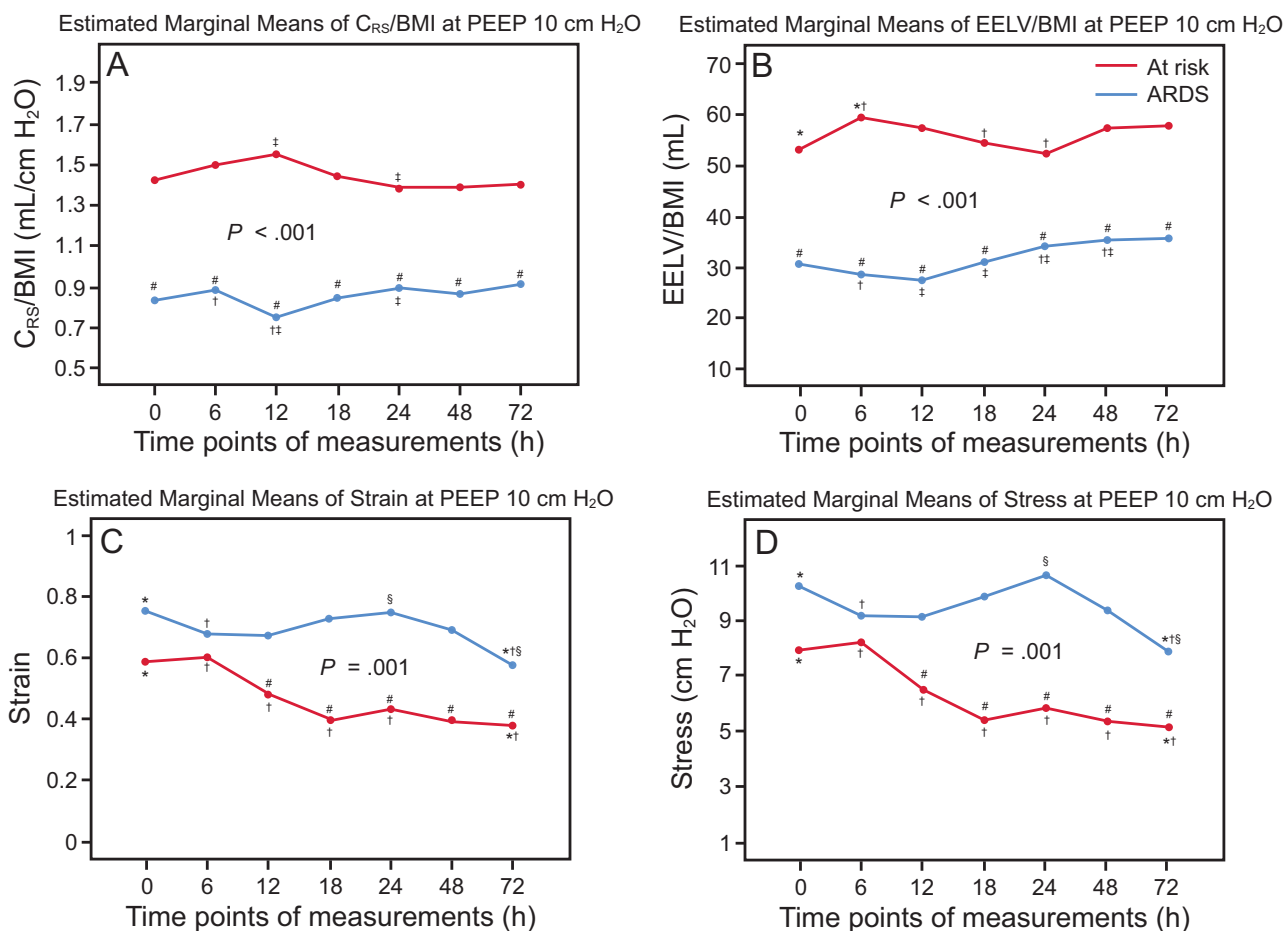 Estimated Marginal Means of CRS/BMI at PEEP 10 cm H2O
A
CRS/BMI (mL/cm H2O)
1.9
1.7
1.5
1.3
1.1
0.9
0.7
0.5
‡
‡
P < .001
# # # # # # #
† †‡ ‡
0 6 12 18 24 48 72
Time points of measurements (h)
Estimated Marginal Means of EELV/BMI at PEEP 10 cm H2O
B
At risk
ARDS
EELV/BMI (mL)
70
60
50
40
30
20
10
* *† † †
P < .001
# # # # # # #
† ‡ ‡ †‡ †‡
0 6 12 18 24 48 72
Time points of measurements (h)
Estimated Marginal Means of Strain at PEEP 10 cm H2O
C
Strain
1
0.8
0.6
0.4
0.2
0
* † § *†§
P = .001
# # # # #
* † † † † *†
0 6 12 18 24 48 72
Time points of measurements (h)
Estimated Marginal Means of Stress at PEEP 10 cm H2O
D
Stress (cm H2O)
11
9
7
5
3
1
* † § *†§
P = .001
# # # # #
* † † † † † *†
0 6 12 18 24 48 72
Time points of measurements (h)